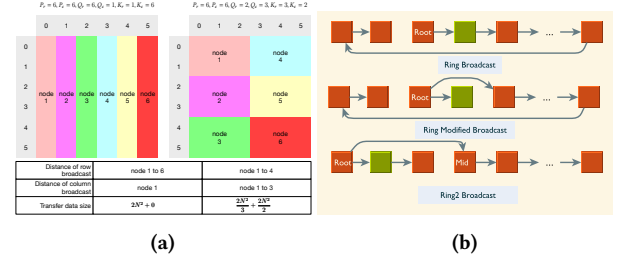 P_r = 6, P_c = 6, Q_r = 6, Q_c = 1, K_r = 1, K_c = 6
0 1 2 3 4 5
0
1
2
3
4
5
node 1
node 2
node 3
node 4
node 5
node 6
P_r = 6, P_c = 6, Q_r = 2, Q_c = 3, K_r = 3, K_c = 2
0 1 2 3 4 5
0
1
2
3
4
5
node 1
node 4
node 2
node 5
node 3
node 6
Distance of row broadcast
node 1 to 6
node 1 to 4
Distance of column broadcast
node 1
node 1 to 3
Transfer data size
2N² + 0
2N²/3 + 2N²/2
(a)
Root
...
Ring Broadcast
Root
...
Ring Modified Broadcast
Root
Mid
...
Ring2 Broadcast
(b)